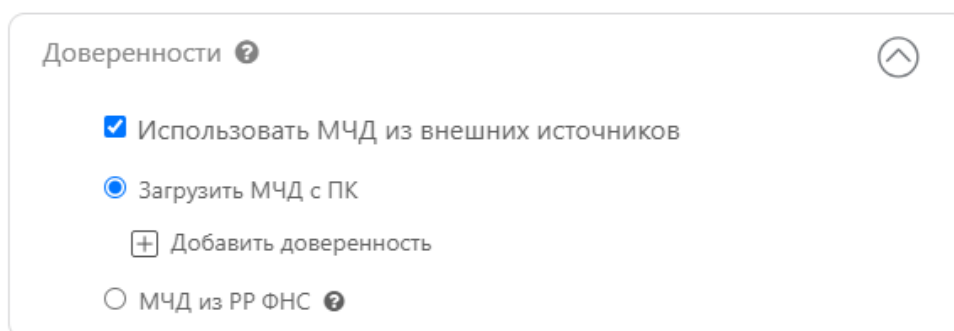 Доверенности
Использовать МЧД из внешних источников
Загрузить МЧД с ПК
Добавить доверенность
МЧД из РР ФНС